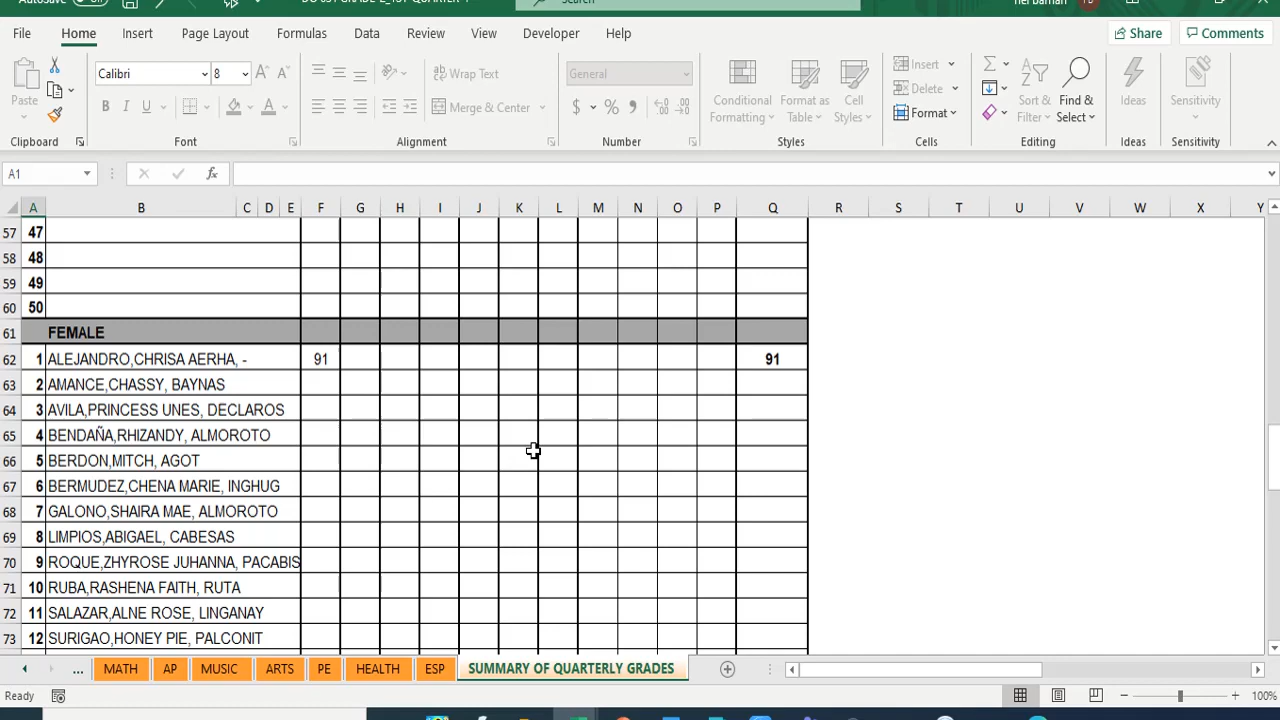 File Home Insert Page Layout Formulas Data Review View Developer Help Share Comments
Calibri 8 Wrap Text General Insert
Paste Merge & Center Conditional Formatting Format as Table Cell Styles Delete Sort & Filter Find & Select Ideas Sensitivity
Format
Clipboard Font Alignment Number Styles Cells Editing Ideas Sensitivity
A1 fx
A B C D E F G H I J K L M N O P Q R S T U V W X Y
57 47
58 48
59 49
60 50
61 FEMALE
62 1 ALEJANDRO,CHRISA AERHA, - 91 91
63 2 AMANCE,CHASSY, BAYNAS
64 3 AVILA,PRINCESS UNES, DECLAROS
65 4 BENDAÑA,RHIZANDY, ALMOROTO
66 5 BERDON,MITCH, AGOT
67 6 BERMUDEZ,CHENA MARIE, INGHUG
68 7 GALONO,SHAIRA MAE, ALMOROTO
69 8 LIMPIOS,ABIGAEL, CABESAS
70 9 ROQUE,ZHYROSE JUHANNA, PACABIS
71 10 RUBA,RASHENA FAITH, RUTA
72 11 SALAZAR,ALNE ROSE, LINGANAY
73 12 SURIGAO,HONEY PIE, PALCONIT
... MATH AP MUSIC ARTS PE HEALTH ESP SUMMARY OF QUARTERLY GRADES
Ready 100%